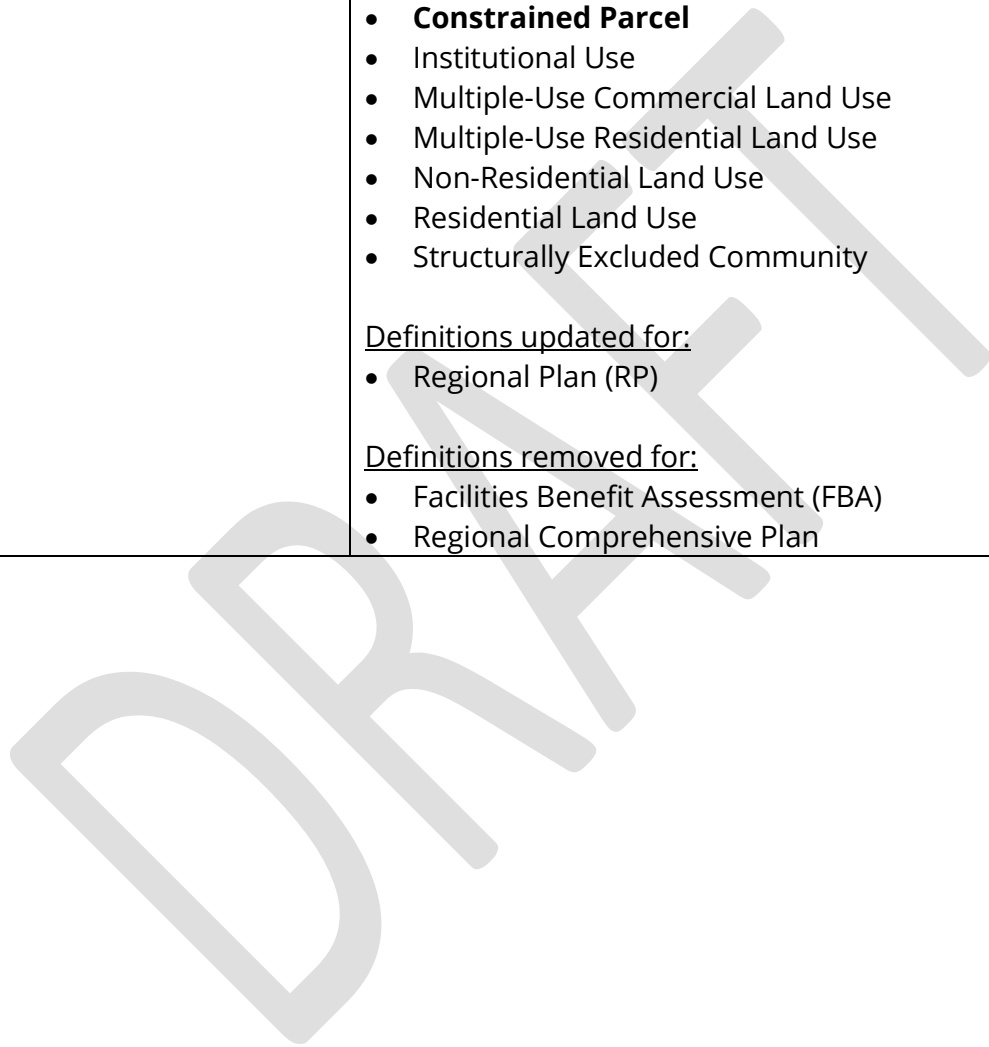 • Constrained Parcel
• Institutional Use
• Multiple-Use Commercial Land Use
• Multiple-Use Residential Land Use
• Non-Residential Land Use
• Residential Land Use
• Structurally Excluded Community
Definitions updated for:
• Regional Plan (RP)
Definitions removed for:
• Facilities Benefit Assessment (FBA)
• Regional Comprehensive Plan
DRAFT